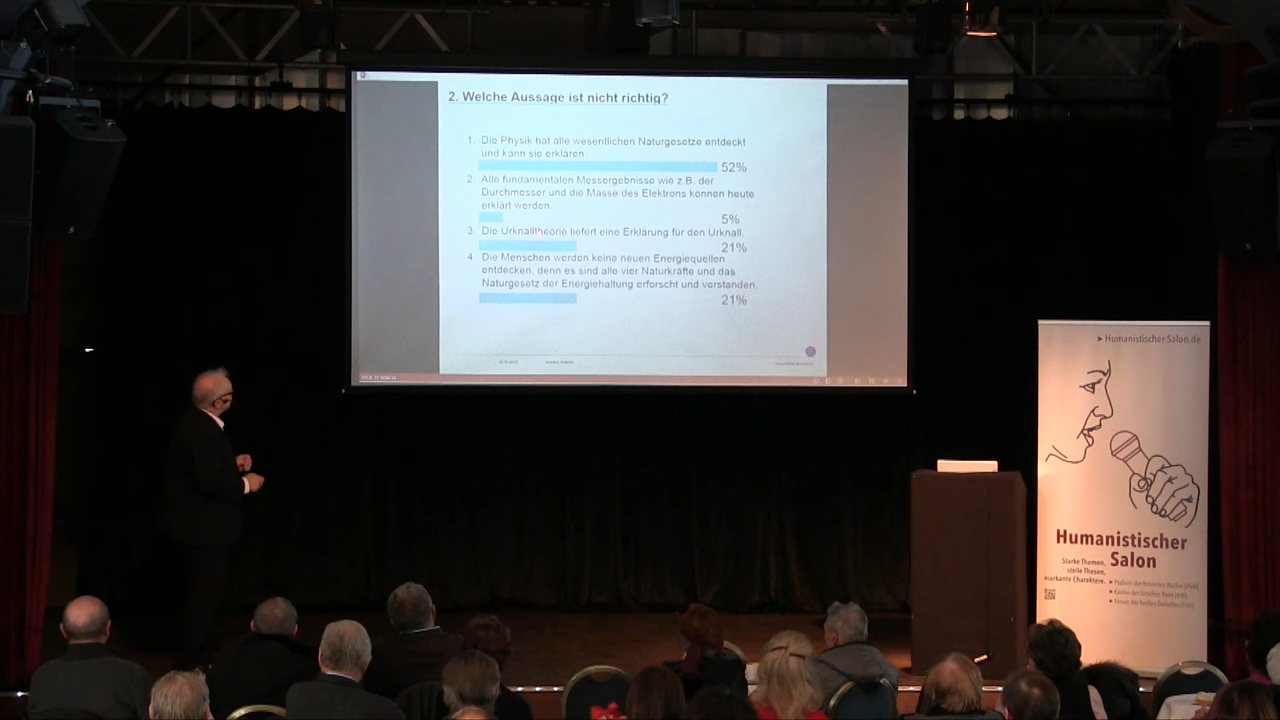 2. Welche Aussage ist nicht richtig?
1. Die Physik hat alle wesentlichen Naturgesetze entdeckt
und kann sie erklären
52%
2. Alle fundamentalen Messergebnisse wie z.B. der
Durchmesser und die Masse des Elektrons können heute
erklärt werden.
5%
3. Die Urknalltheorie liefert eine Erklärung für den Urknall.
21%
4. Die Menschen werden keine neuen Energiequellen
entdecken, denn es sind alle vier Naturkräfte und das
Naturgesetz der Energiehaltung erforscht und verstanden.
21%
▸ Humanistischer-Salon.de
Humanistischer
Salon
Starke Themen,
steile Thesen,
markante Charaktere.